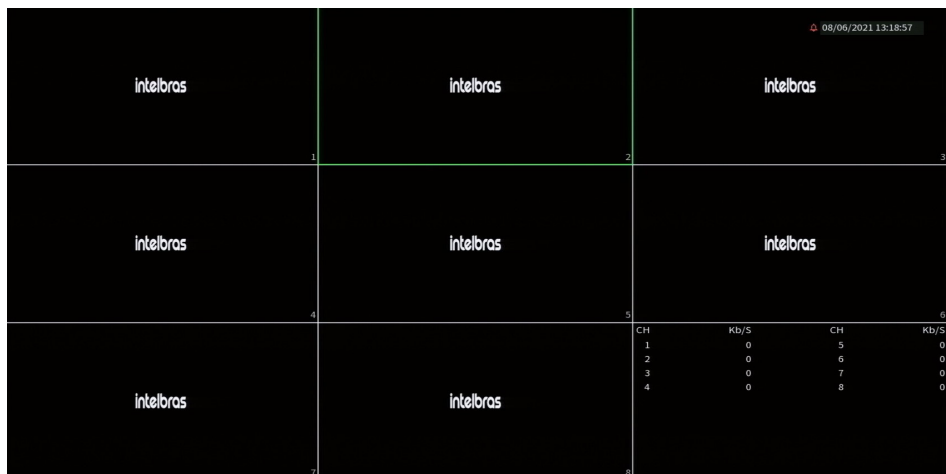 08/06/2021 13:18:57
intelbras intelbras intelbras
1 2 3
intelbras intelbras intelbras
4 5 6
CH Kb/S CH Kb/S
1 0 5 0
2 0 6 0
3 0 7 0
4 0 8 0
intelbras intelbras
7 8